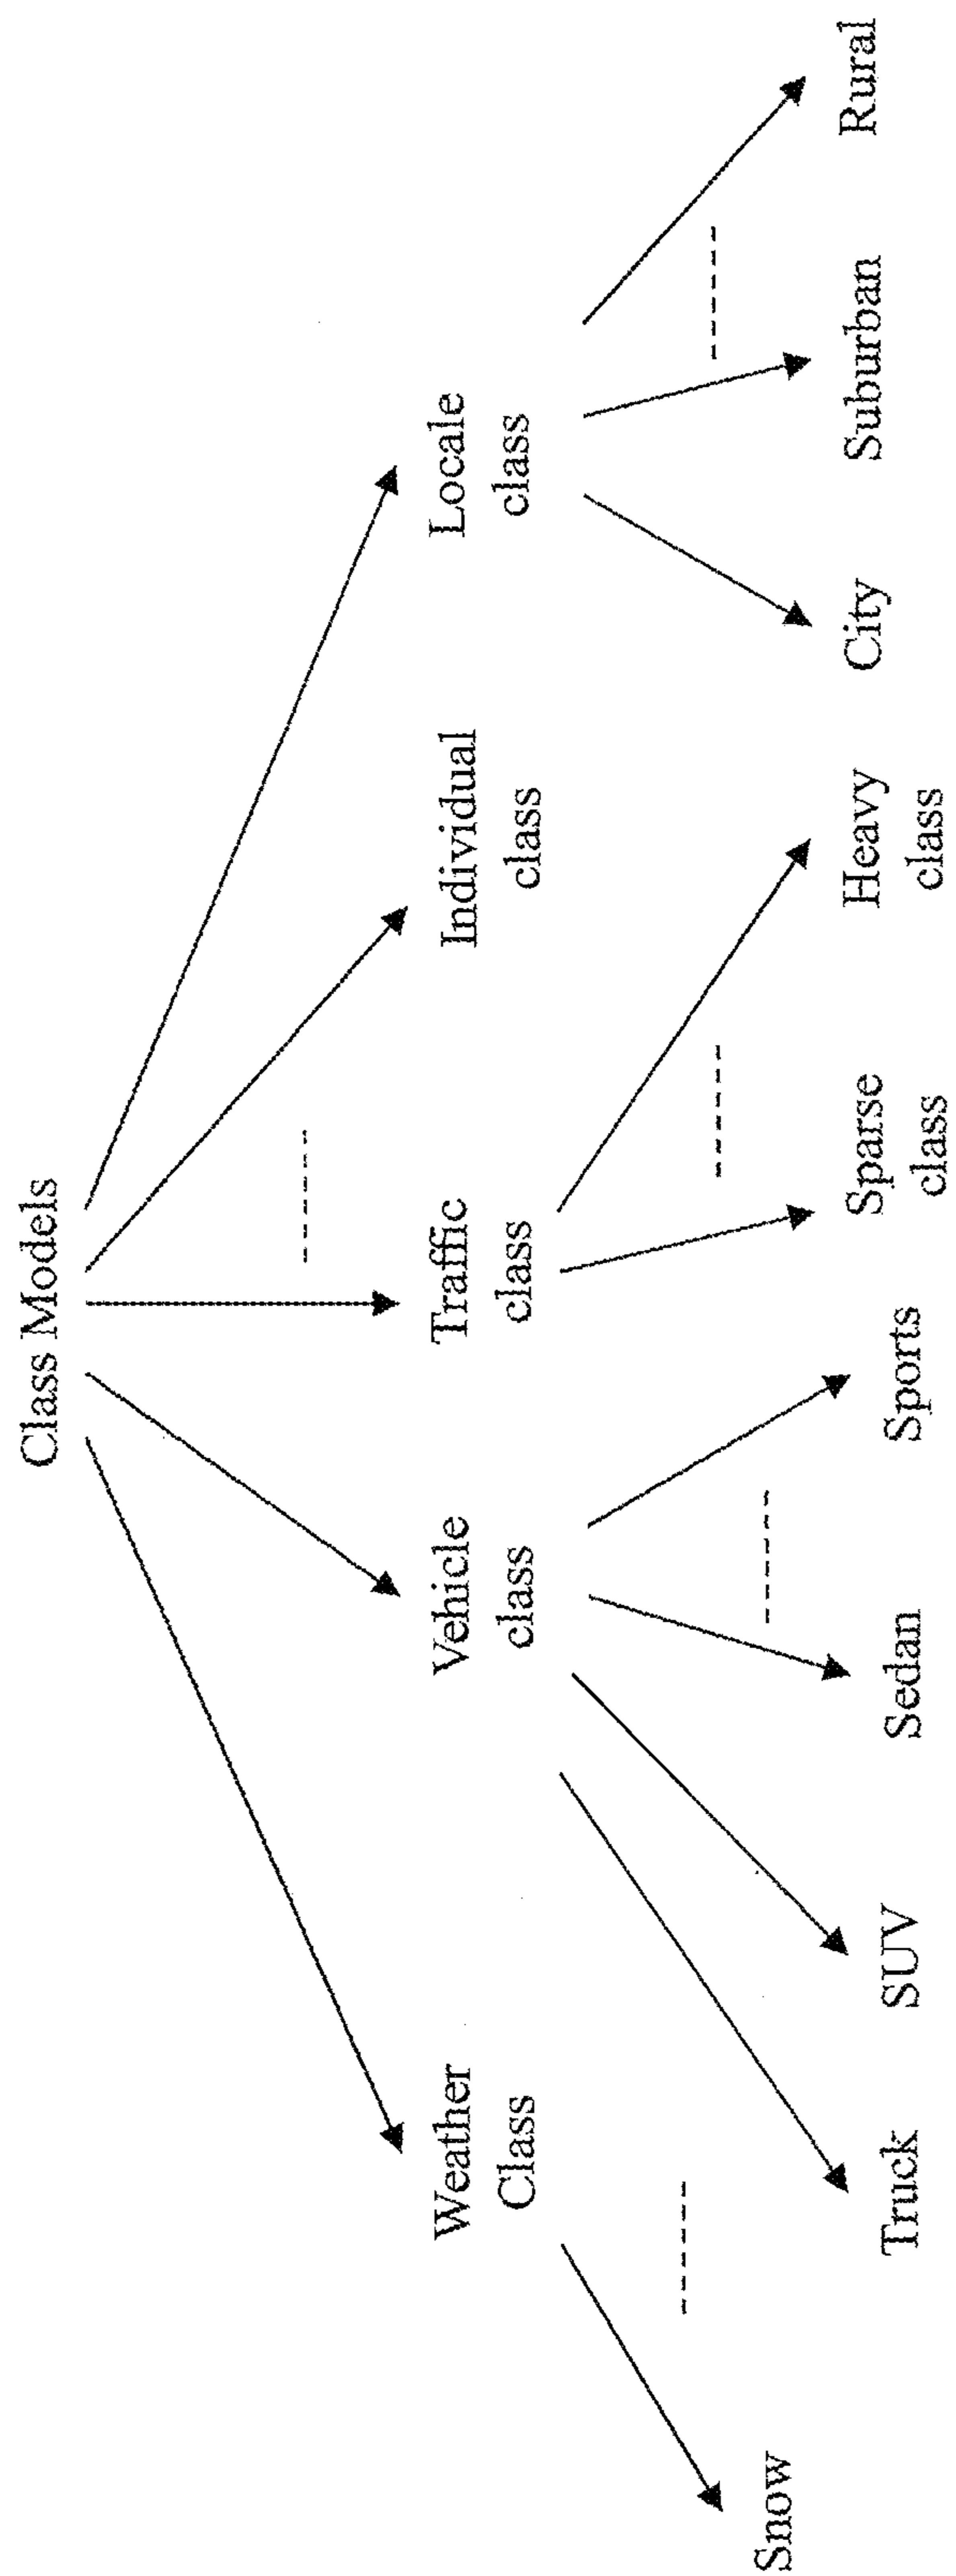 Class Models
Weather
Class
Vehicle
class
Traffic
class
Individual
class
Locale
class
Snow
Truck
SUV
Sedan
Sports
Sparse
class
Heavy
class
City
Suburban
Rural